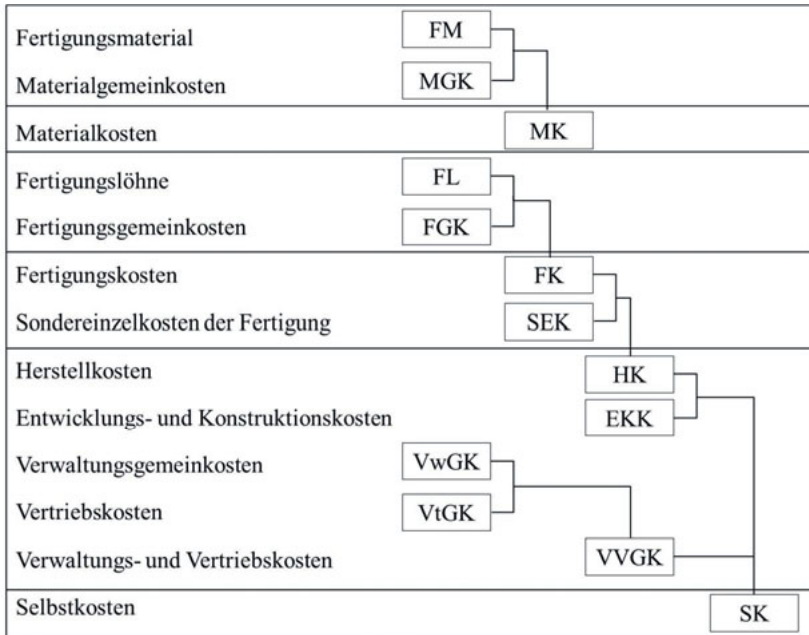 Fertigungsmaterial FM
Materialgemeinkosten MGK
Materialkosten MK
Fertigungslöhne FL
Fertigungsgemeinkosten FGK
Fertigungskosten FK
Sondereinzelkosten der Fertigung SEK
Herstellkosten HK
Entwicklungs- und Konstruktionskosten EKK
Verwaltungsgemeinkosten VwGK
Vertriebskosten VtGK
Verwaltungs- und Vertriebskosten VVGK
Selbstkosten SK